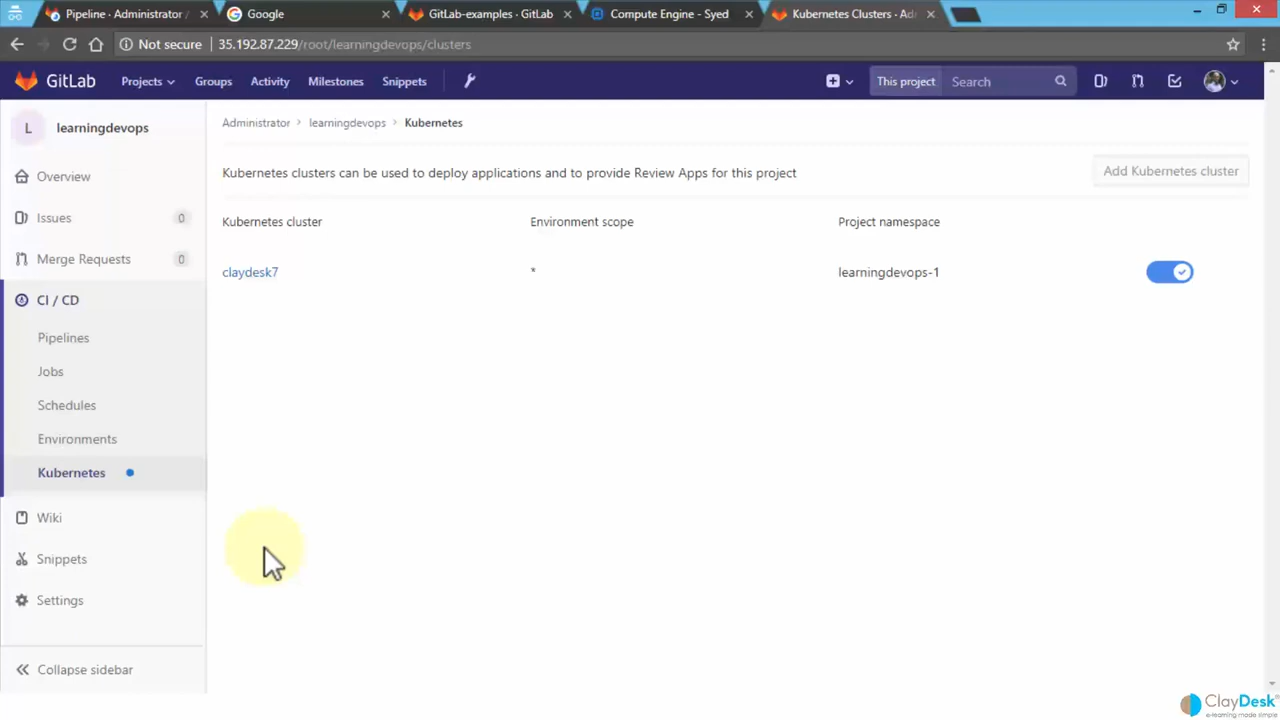 Pipeline · Administrator
Google
GitLab-examples · GitLab
Compute Engine - Syed
Kubernetes Clusters · Ad
Not secure 35.192.87.229/root/learningdevops/clusters
GitLab Projects Groups Activity Milestones Snippets This project Search
L learningdevops
Administrator > learningdevops > Kubernetes
Overview
Kubernetes clusters can be used to deploy applications and to provide Review Apps for this project
Add Kubernetes cluster
Issues 0
Kubernetes cluster Environment scope Project namespace
Merge Requests 0
claydesk7 * learningdevops-1
CI / CD
Pipelines
Jobs
Schedules
Environments
Kubernetes
Wiki
Snippets
Settings
Collapse sidebar
ClayDesk
e-learning made simple